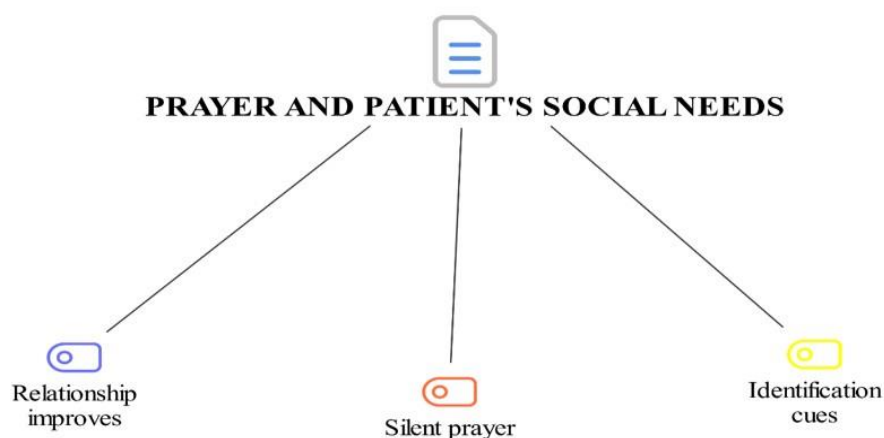 PRAYER AND PATIENT'S SOCIAL NEEDS
Relationship
improves
Silent prayer
Identification
cues